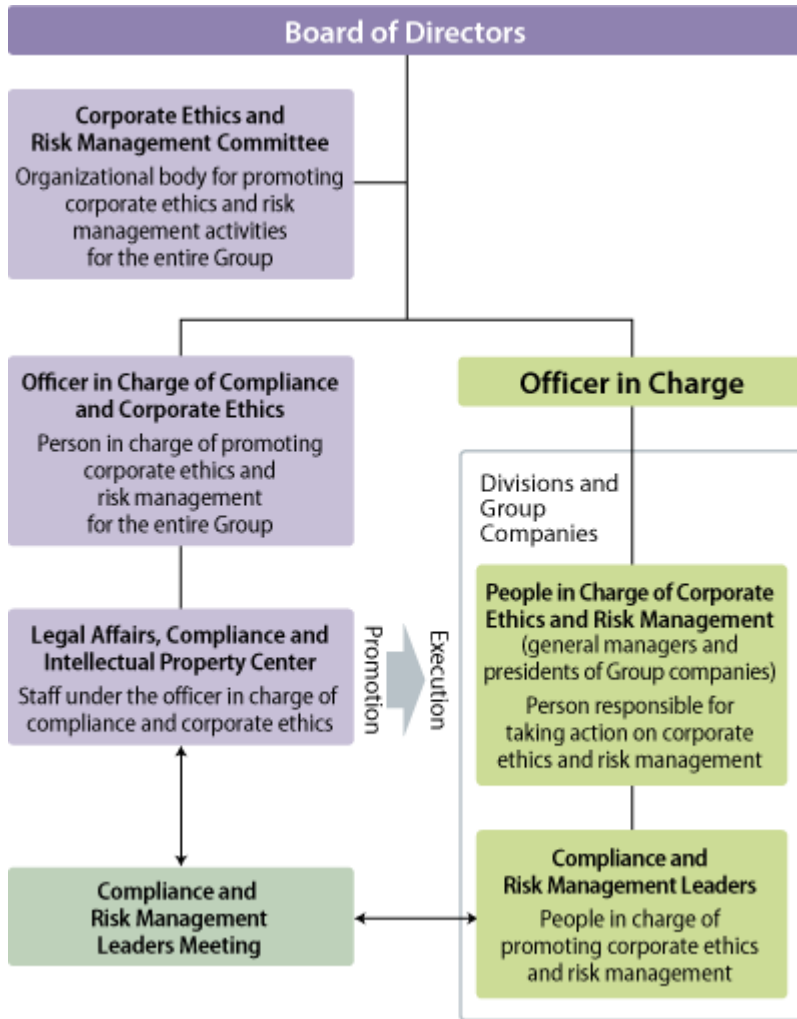 Board of Directors
Corporate Ethics and
Risk Management Committee
Organizational body for promoting
corporate ethics and risk
management activities
for the entire Group
Officer in Charge of Compliance
and Corporate Ethics
Person in charge of promoting
corporate ethics and
risk management
for the entire Group
Officer in Charge
Divisions and
Group
Companies
Legal Affairs, Compliance and
Intellectual Property Center
Staff under the officer in charge of
compliance and corporate ethics
Promotion
Execution
People in Charge of Corporate
Ethics and Risk Management
(general managers and
presidents of Group companies)
Person responsible for
taking action on corporate
ethics and risk management
Compliance and
Risk Management
Leaders Meeting
Compliance and
Risk Management Leaders
People in charge of
promoting corporate ethics
and risk management